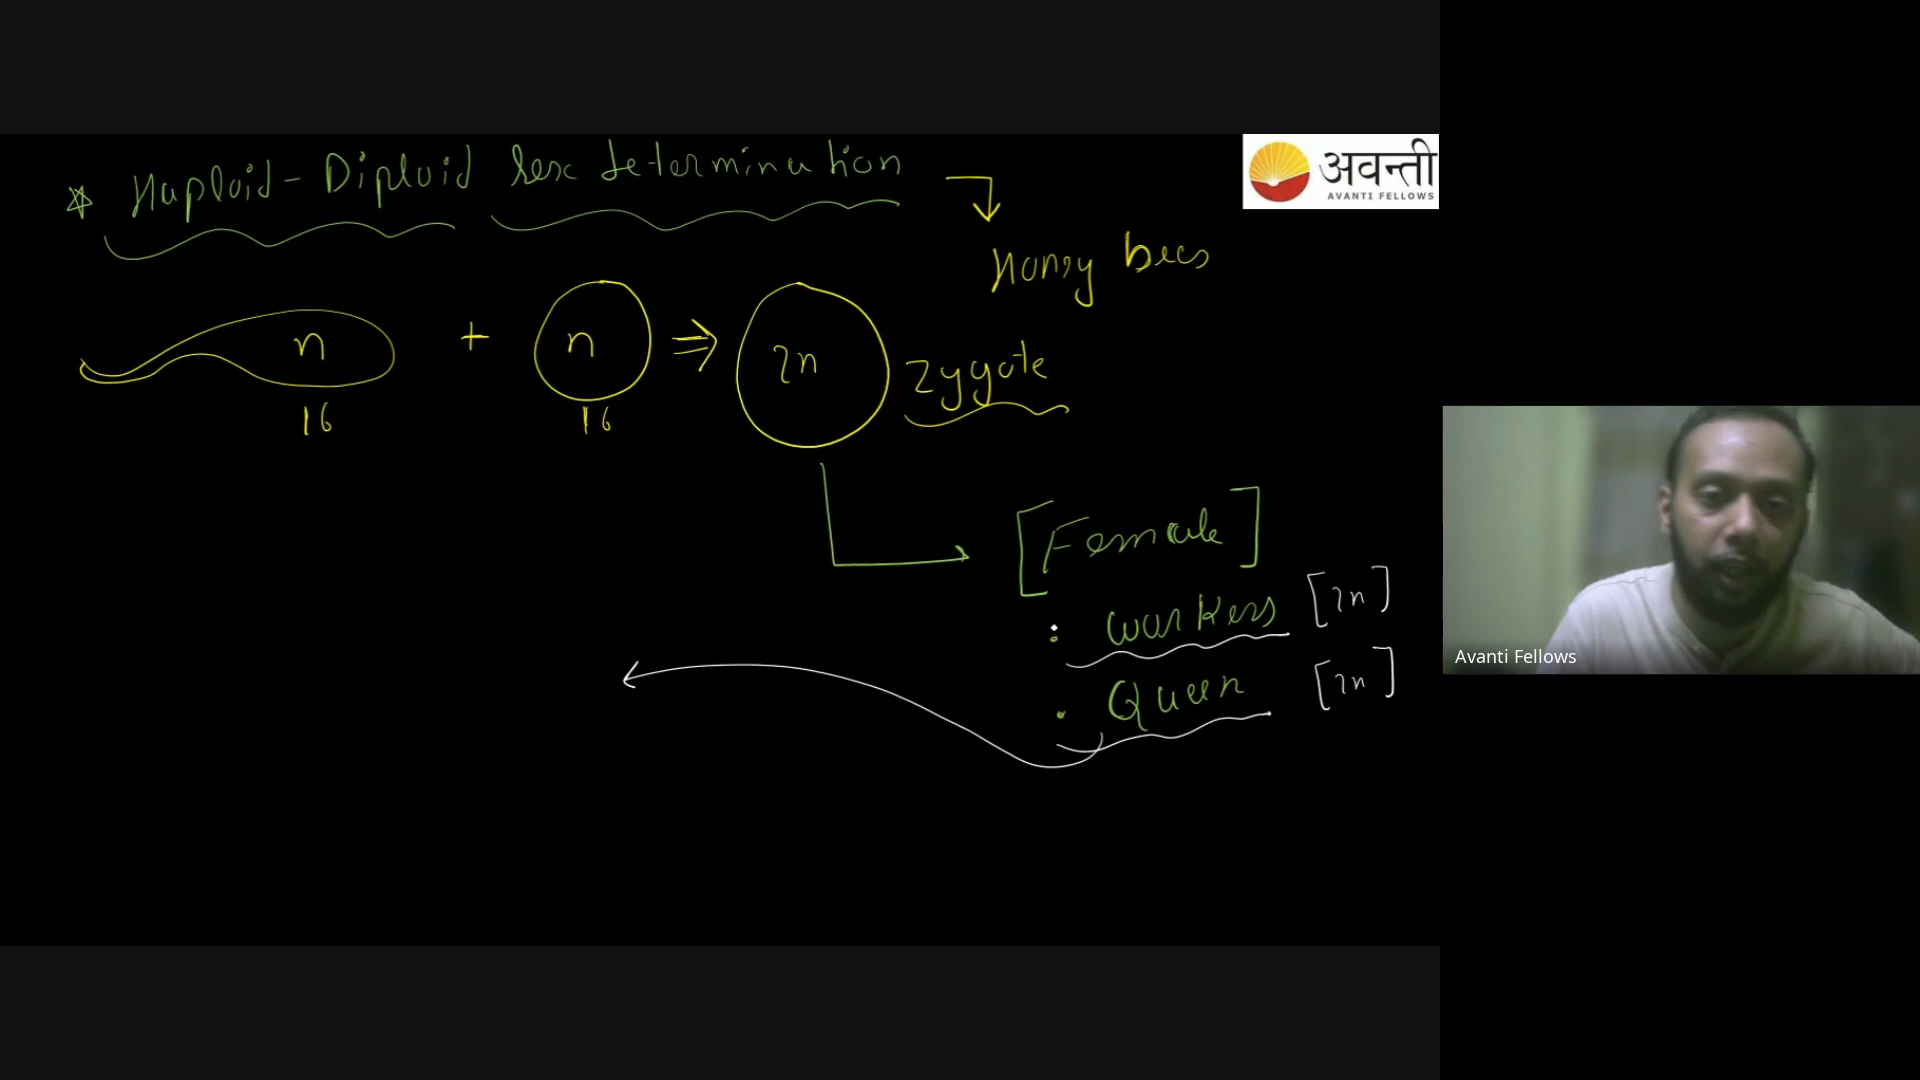 * Haploid - Diploid sex determination
Honey bees
n + n ⇒ 2n Zygote
16 16
[Female]
: workers [2n]
. Queen [2n]
अवन्ती
AVANTI FELLOWS
Avanti Fellows